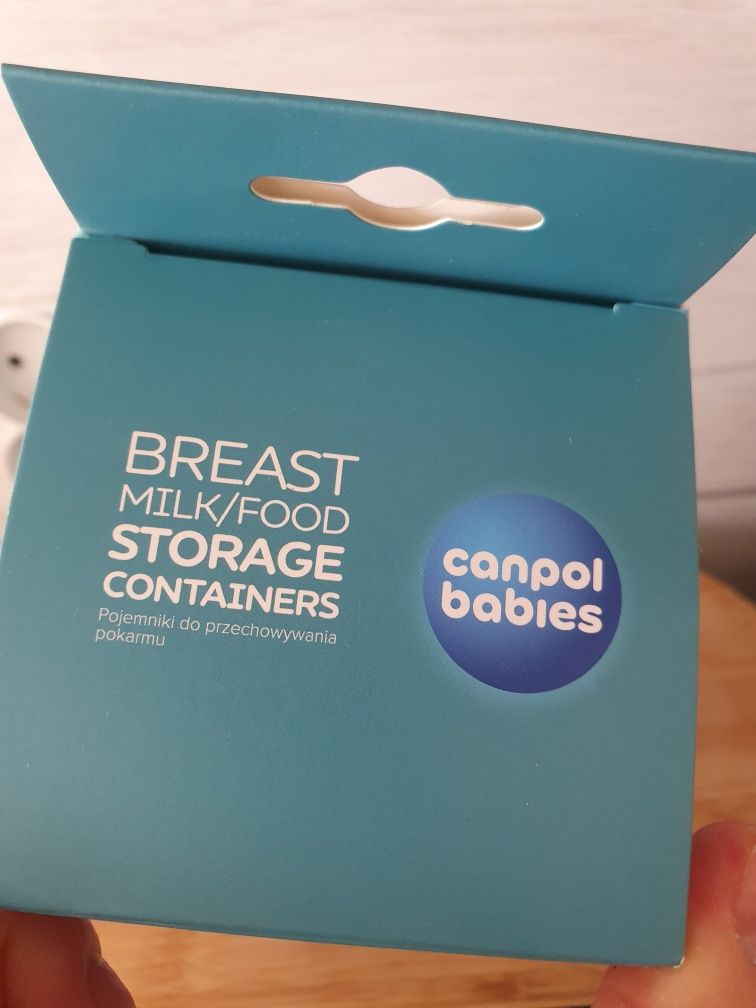 BREAST
MILK/FOOD
STORAGE
CONTAINERS
Pojemniki do przechowywania
pokarmu
canpol
babies